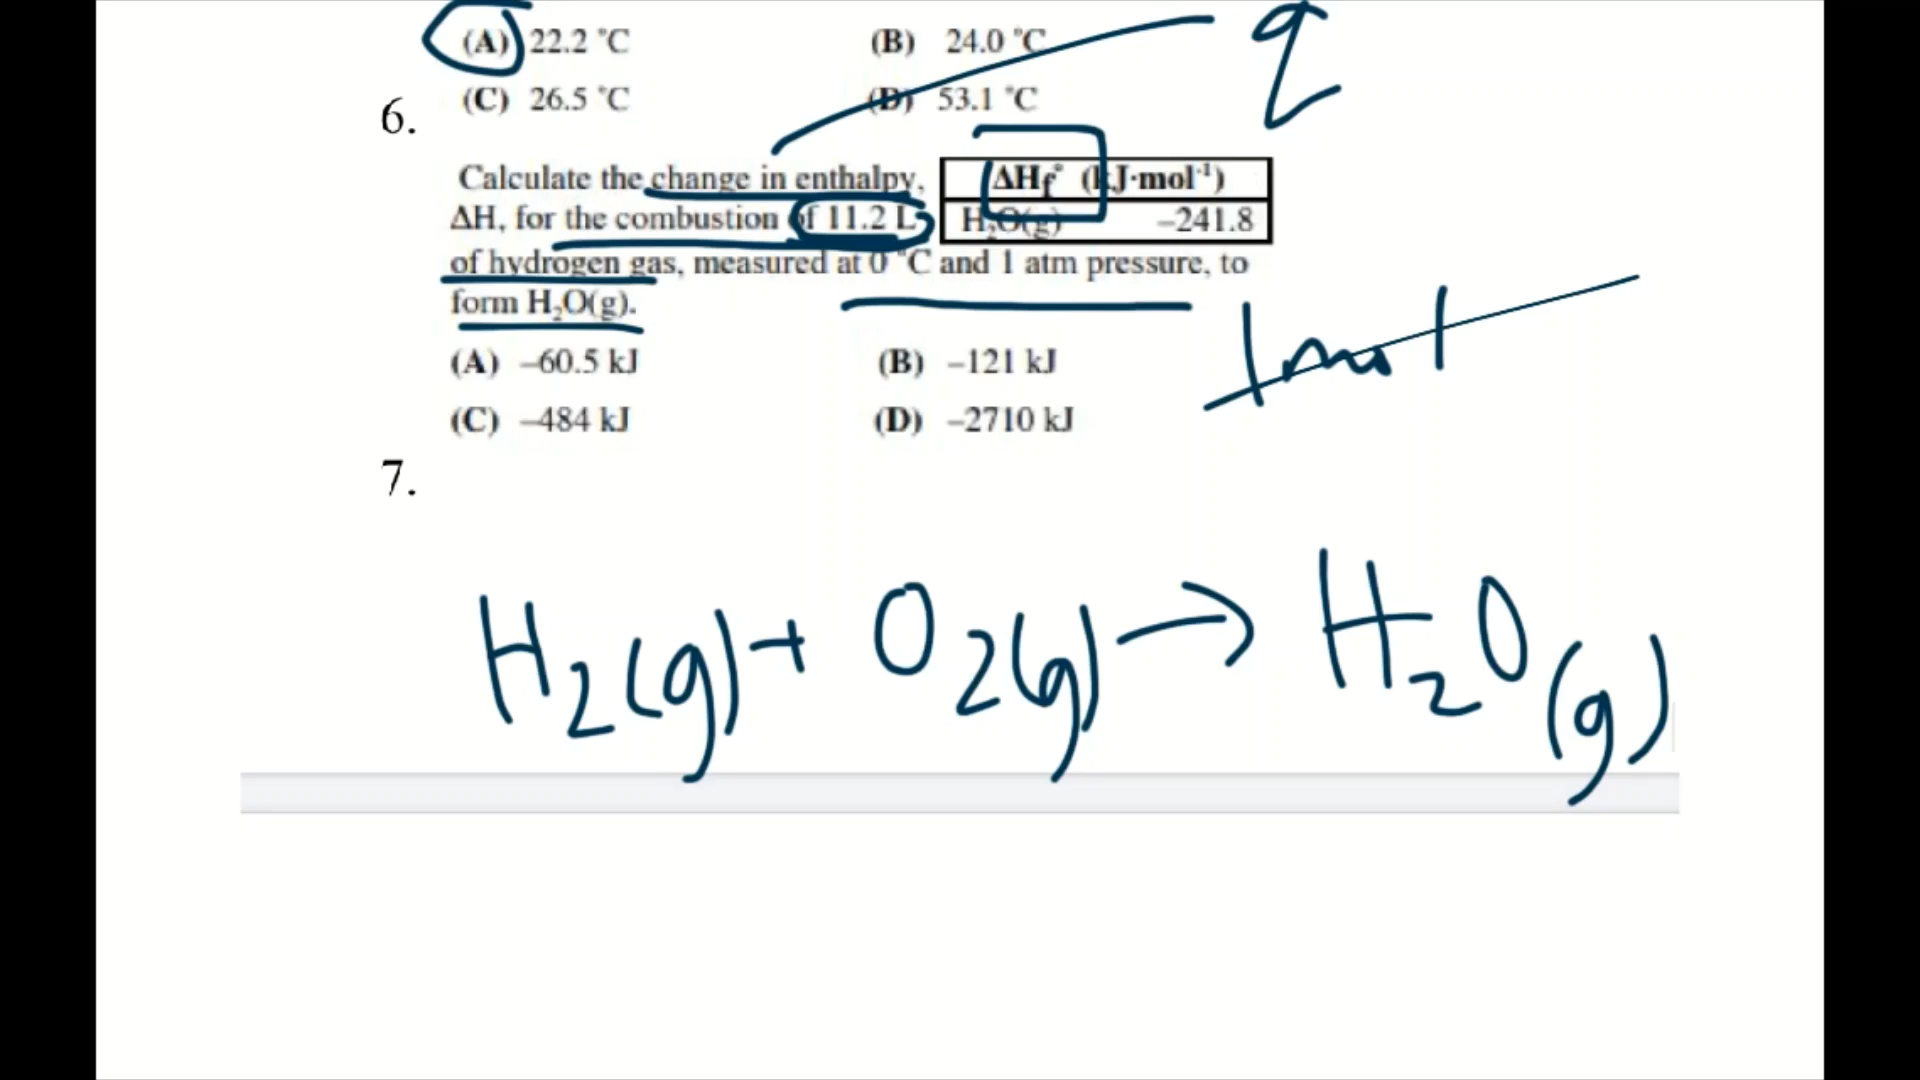 (A) 22.2 °C (B) 24.0 °C
(C) 26.5 °C (D) 53.1 °C
q
6.
Calculate the change in enthalpy,
ΔH, for the combustion of 11.2 L
of hydrogen gas, measured at 0 °C and 1 atm pressure, to
form H₂O(g).
ΔHf° (kJ·mol⁻¹)
H₂O(g) –241.8
(A) –60.5 kJ (B) –121 kJ
(C) –484 kJ (D) –2710 kJ
1 mol
7.
H₂(g) + O₂(g) → H₂O(g)